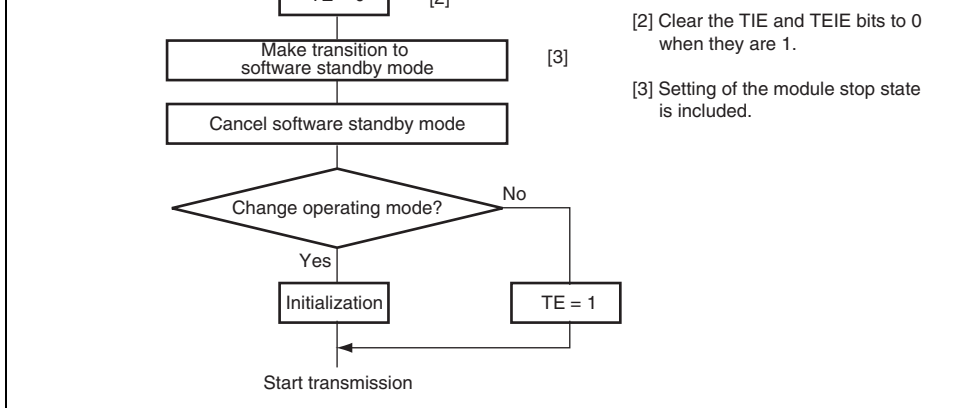 [2]
[2] Clear the TIE and TEIE bits to 0
when they are 1.
Make transition to
software standby mode
[3]
[3] Setting of the module stop state
is included.
Cancel software standby mode
Change operating mode?
No
Yes
Initialization
TE = 1
Start transmission